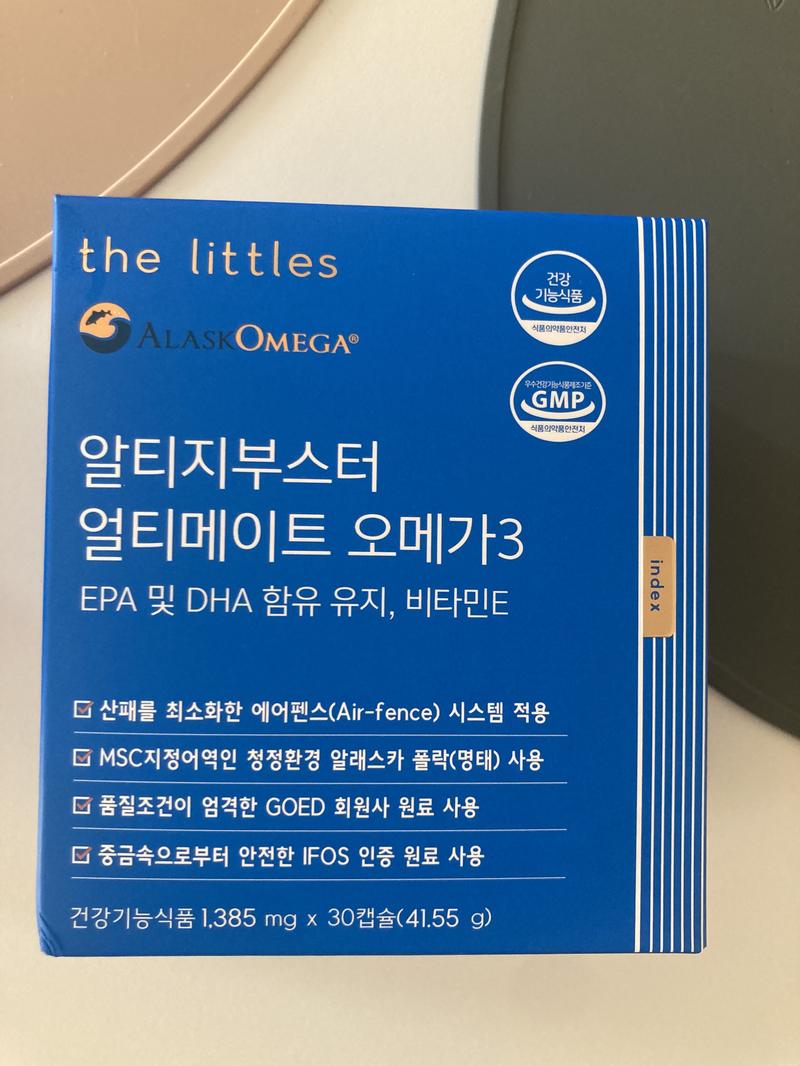 the littles
ALASKOMEGA®
건강
기능식품
식품의약품안전처
우수건강기능식품제조기준
GMP
식품의약품안전처
알티지부스터
얼티메이트 오메가3
EPA 및 DHA 함유 유지, 비타민E
index
산패를 최소화한 에어펜스(Air-fence) 시스템 적용
MSC지정어역인 청정환경 알래스카 폴락(명태) 사용
품질조건이 엄격한 GOED 회원사 원료 사용
중금속으로부터 안전한 IFOS 인증 원료 사용
건강기능식품 1,385 mg x 30캡슐(41.55 g)